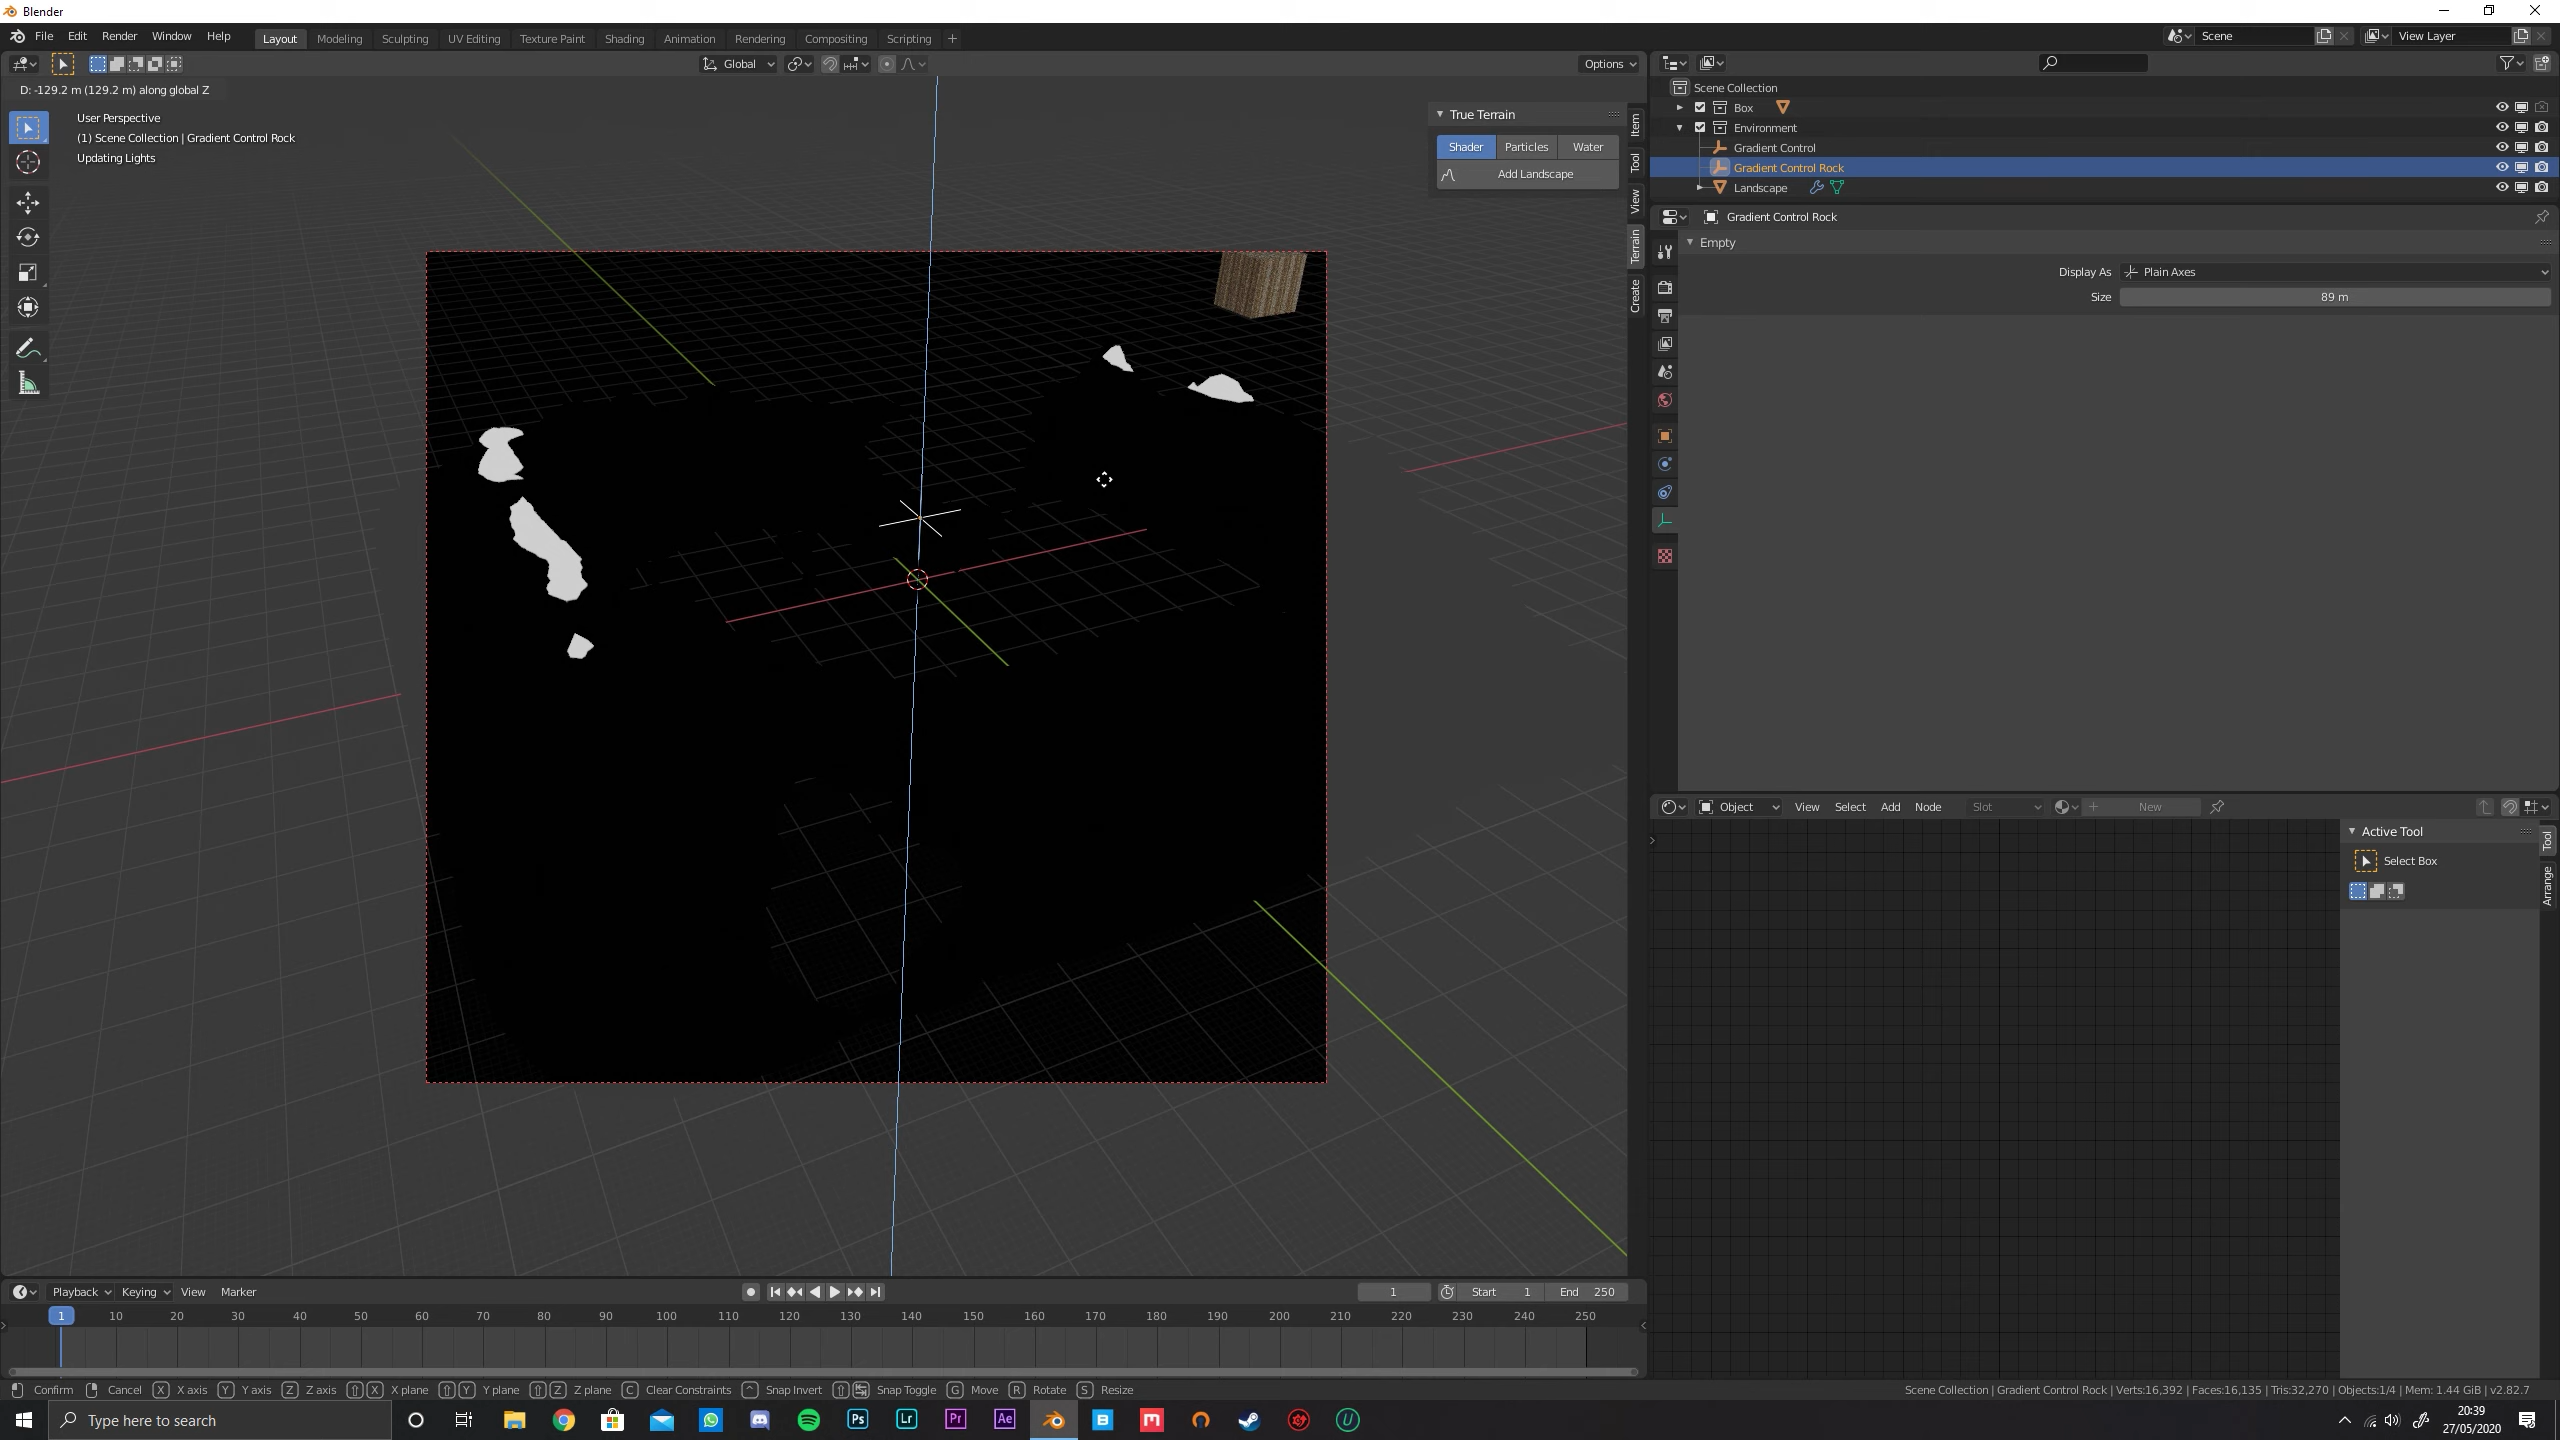 Blender
File Edit Render Window Help Layout Modeling Sculpting UV Editing Texture Paint Shading Animation Rendering Compositing Scripting + Scene View Layer
Global Options
D: -129.2 m (129.2 m) along global Z
User Perspective
(1) Scene Collection | Gradient Control Rock
Updating Lights
True Terrain
Shader Particles Water
Add Landscape
Item
Tool
View
Terrain
Create
Scene Collection
Box
Environment
Gradient Control
Gradient Control Rock
Landscape
Gradient Control Rock
Empty
Display As Plain Axes
Size 89 m
Object View Select Add Node Slot New
Active Tool
Select Box
Tool
Arrange
Playback Keying View Marker 1 Start 1 End 250
1 10 20 30 40 50 60 70 80 90 100 110 120 130 140 150 160 170 180 190 200 210 220 230 240 250
Confirm Cancel X X axis Y Y axis Z Z axis X X plane Y Y plane Z Z plane C Clear Constraints ^ Snap Invert Snap Toggle G Move R Rotate S Resize
Scene Collection | Gradient Control Rock | Verts:16,392 | Faces:16,135 | Tris:32,270 | Objects:1/4 | Mem: 1.44 GiB | v2.82.7
Type here to search
Ps Lr Pr Ae B
20:39
27/05/2020